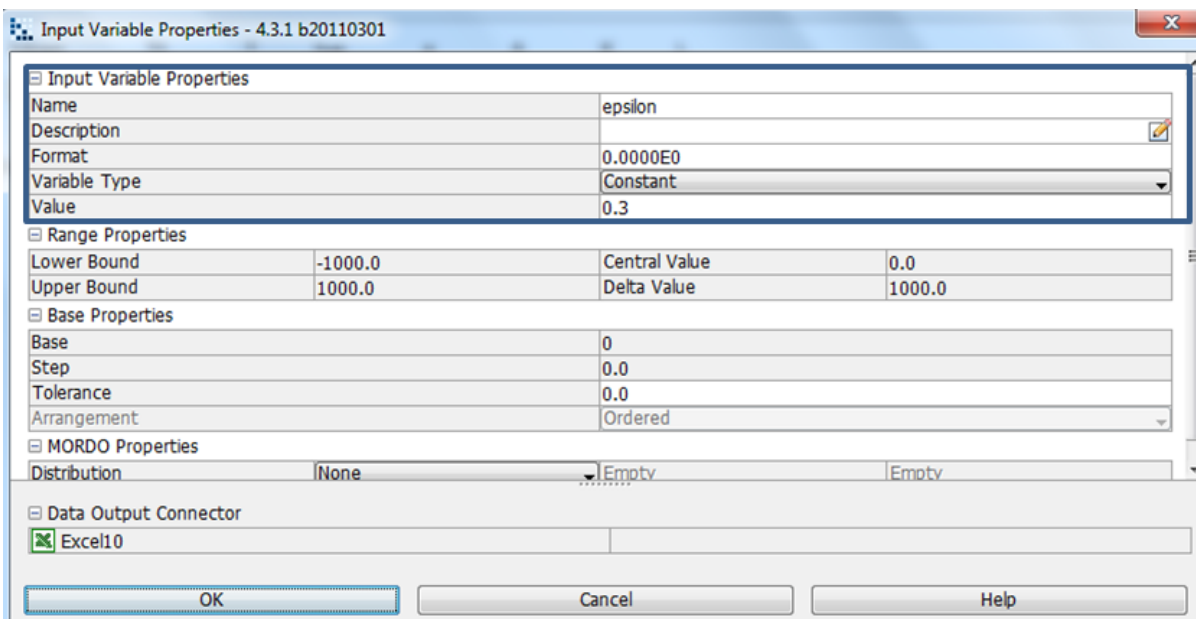 Input Variable Properties - 4.3.1 b20110301
Input Variable Properties
Name epsilon
Description
Format 0.0000E0
Variable Type Constant
Value 0.3
Range Properties
Lower Bound -1000.0 Central Value 0.0
Upper Bound 1000.0 Delta Value 1000.0
Base Properties
Base 0
Step 0.0
Tolerance 0.0
Arrangement Ordered
MORDO Properties
Distribution None Empty Empty
Data Output Connector
Excel10
OK Cancel Help